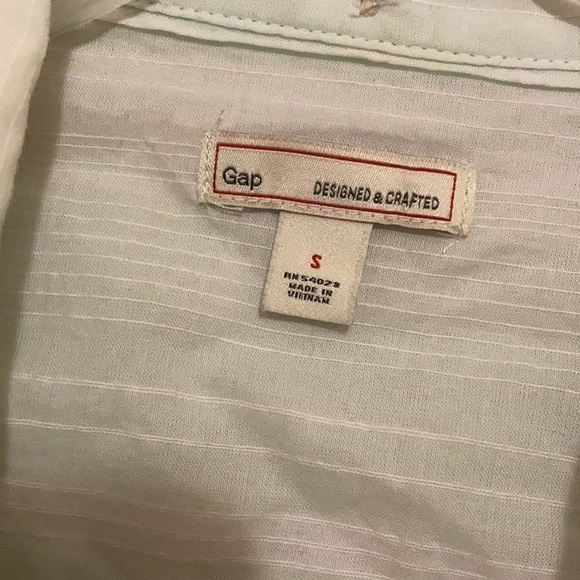 Gap
DESIGNED & CRAFTED
S
RN 54023
MADE IN
VIETNAM